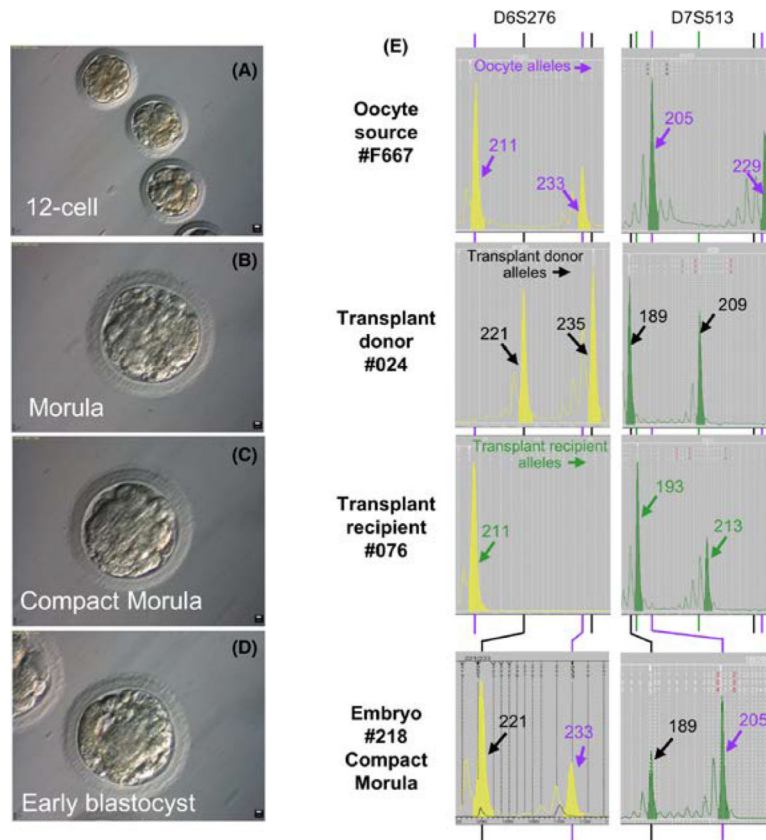 (A)
12-cell
(B)
Morula
(C)
Compact Morula
(D)
Early blastocyst
(E)
D6S276
D7S513
Oocyte
source
#F667
Oocyte alleles
211
233
205
229
Transplant
donor
#024
Transplant donor
alleles
221
235
189
209
Transplant
recipient
#076
Transplant recipient
alleles
211
193
213
Embryo
#218
Compact
Morula
221/233
221
233
189
205